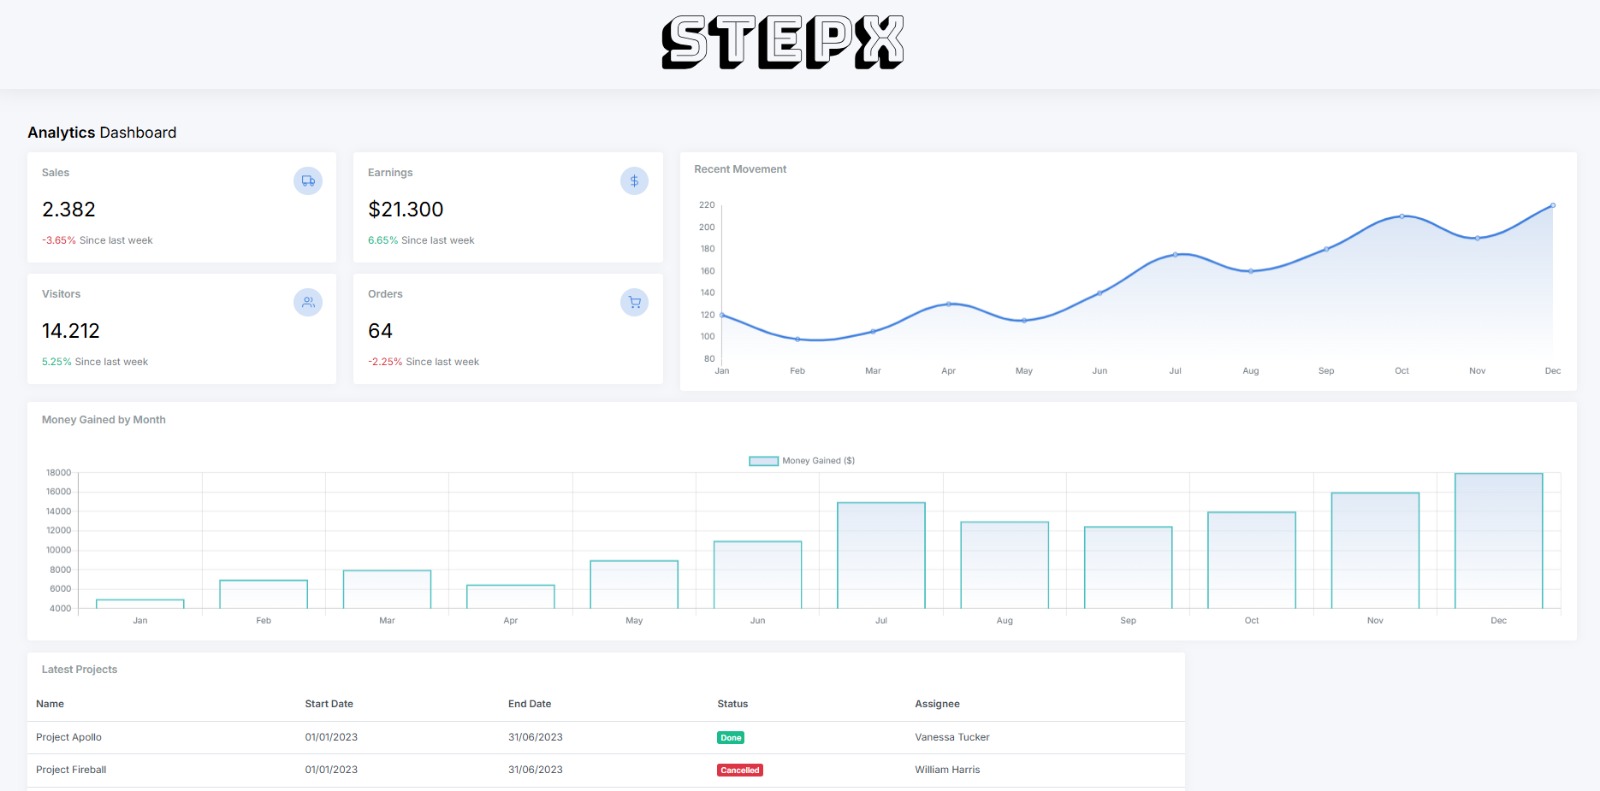 STEPX
Analytics Dashboard
Sales
2.382
-3.65% Since last week
Earnings
$21.300
6.65% Since last week
Visitors
14.212
5.25% Since last week
Orders
64
-2.25% Since last week
Recent Movement
220
200
180
160
140
120
100
80
Jan Feb Mar Apr May Jun Jul Aug Sep Oct Nov Dec
Money Gained by Month
Money Gained ($)
18000
16000
14000
12000
10000
8000
6000
4000
Jan Feb Mar Apr May Jun Jul Aug Sep Oct Nov Dec
Latest Projects
Name Start Date End Date Status Assignee
Project Apollo 01/01/2023 31/06/2023 Done Vanessa Tucker
Project Fireball 01/01/2023 31/06/2023 Cancelled William Harris